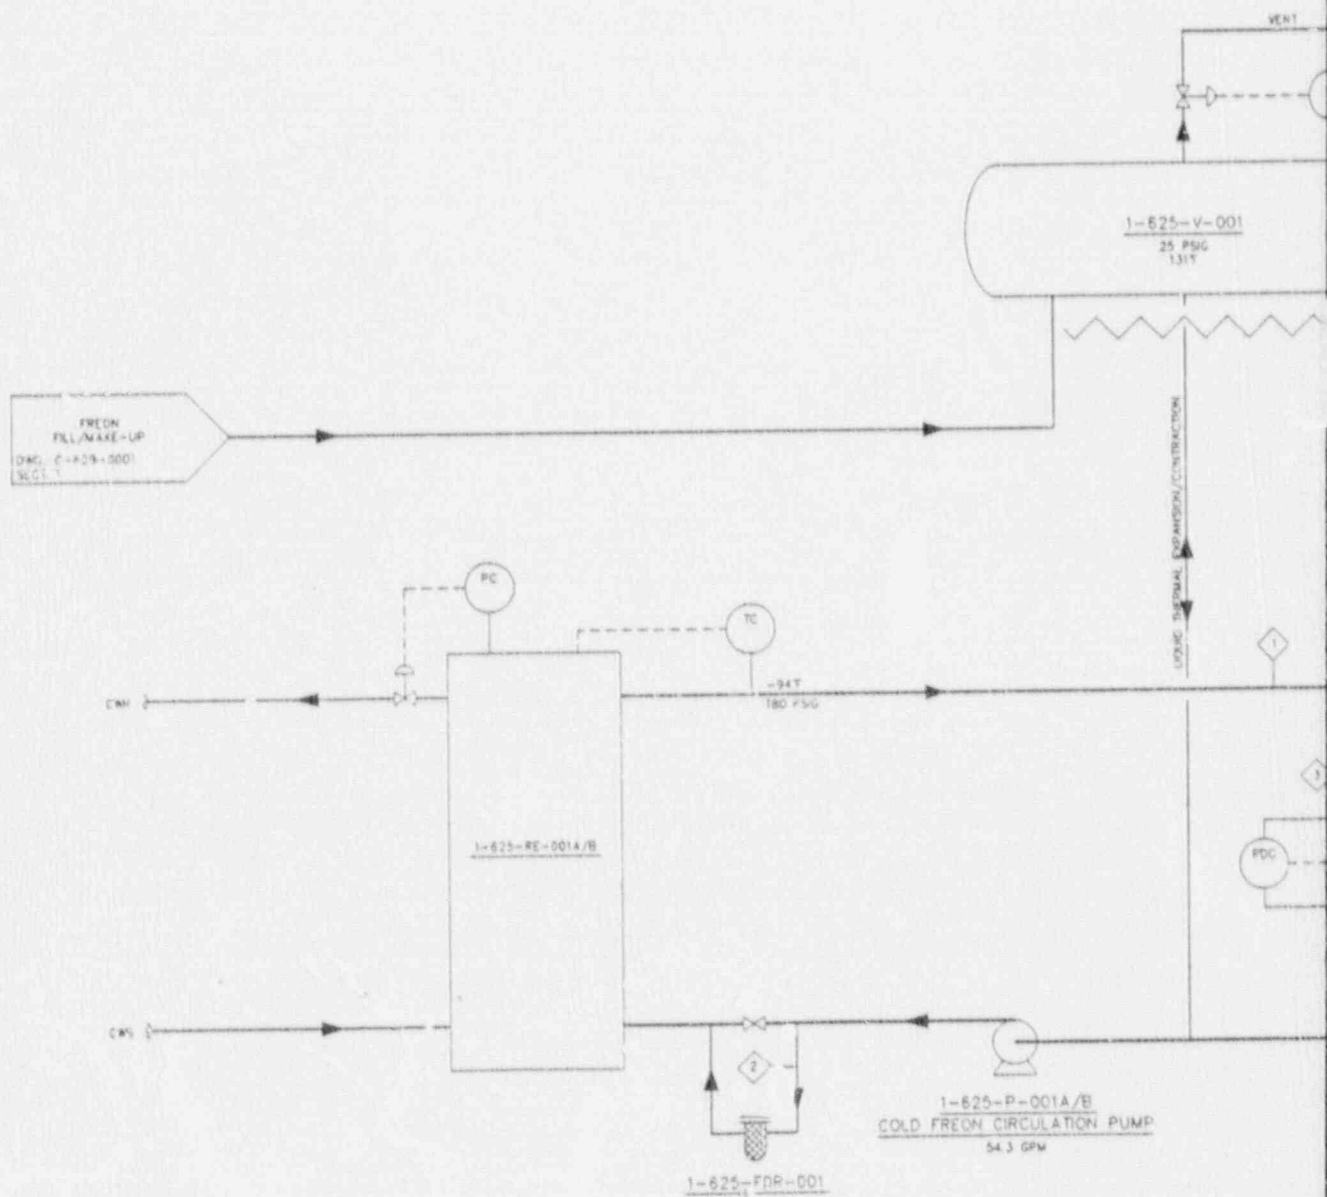 VENT
1-625-V-001
25 PSIG
131°F
FREON
FILL/MAKE-UP
LIQUID THERMAL EXPANSION/CONTRACTION
PC
TC
1
CWR
-94°F
180 PSIG
3
1-625-RE-001A/B
PDC
CWS
2
1-625-P-001A/B
COLD FREON CIRCULATION PUMP
54.3 GPM
1-625-FDR-001